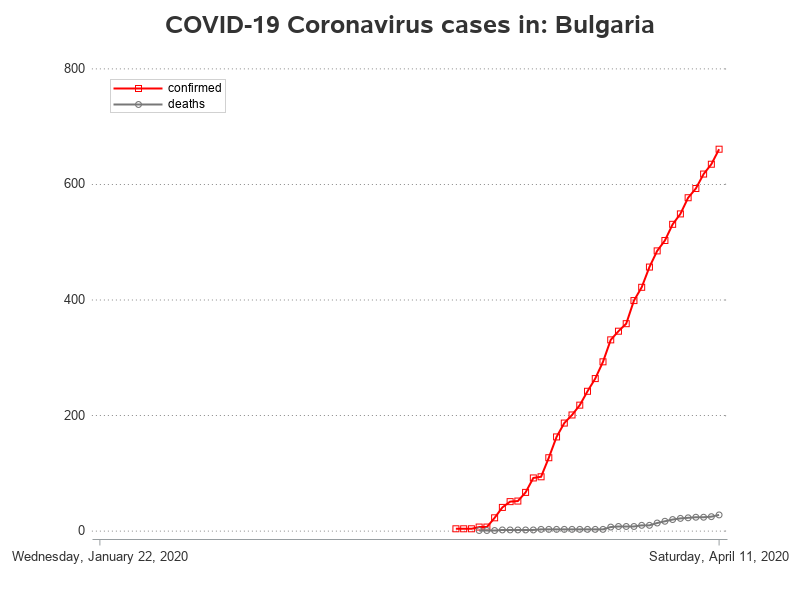 COVID-19 Coronavirus cases in: Bulgaria
800
confirmed
deaths
600
400
200
0
Wednesday, January 22, 2020
Saturday, April 11, 2020